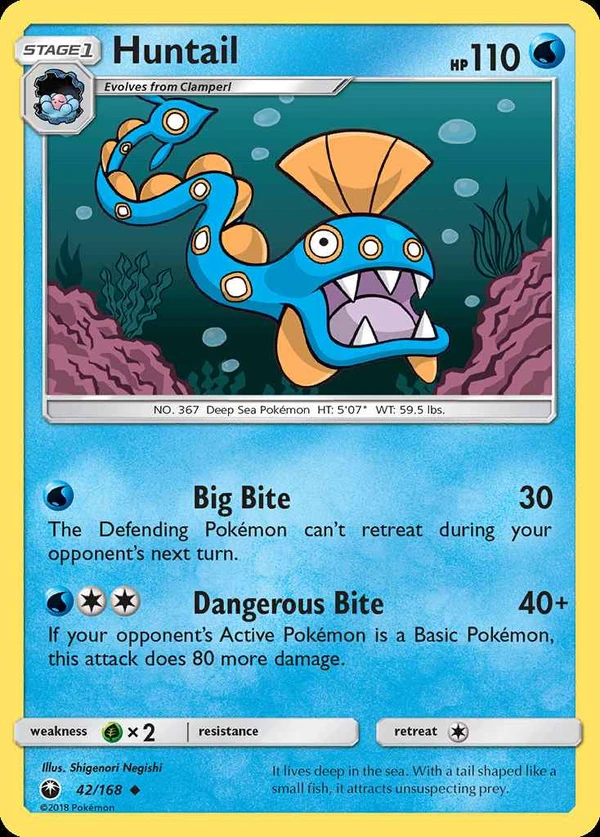 STAGE1 Huntail HP110
Evolves from Clamperl
NO. 367 Deep Sea Pokémon HT: 5'07" WT: 59.5 lbs.
Big Bite 30
The Defending Pokémon can't retreat during your
opponent's next turn.
Dangerous Bite 40+
If your opponent's Active Pokémon is a Basic Pokémon,
this attack does 80 more damage.
weakness ×2 resistance retreat
Illus. Shigenori Negishi
42/168
©2018 Pokémon
It lives deep in the sea. With a tail shaped like a
small fish, it attracts unsuspecting prey.